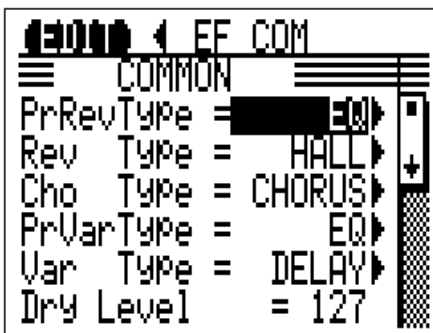 EDIT EF COM
COMMON
PrRevType = EQ
Rev Type = HALL
Cho Type = CHORUS
PrVarType = EQ
Var Type = DELAY
Dry Level = 127